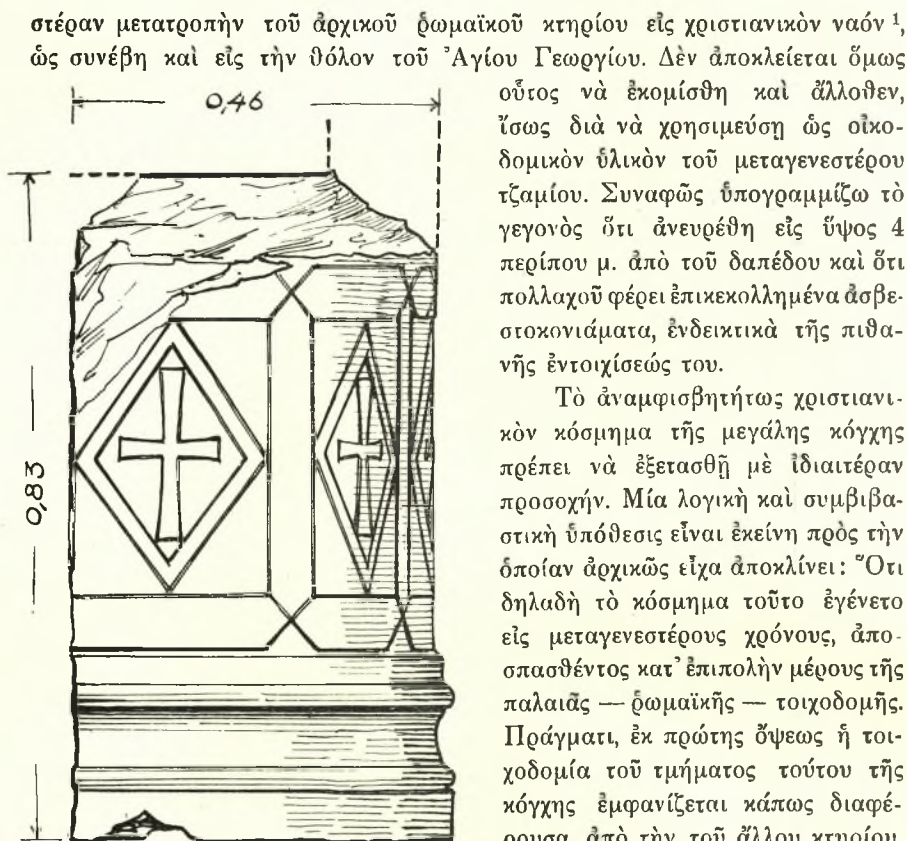 στέραν μετατροπὴν τοῦ ἀρχικοῦ ῥωμαϊκοῦ κτηρίου εἰς χριστιανικὸν ναόν ¹,
ὡς συνέβη καὶ εἰς τὴν θόλον τοῦ Ἁγίου Γεωργίου. Δὲν ἀποκλείεται ὅμως
οὗτος νὰ ἐκομίσθη καὶ ἄλλοθεν,
ἴσως διὰ νὰ χρησιμεύσῃ ὡς οἰκο-
δομικὸν ὑλικὸν τοῦ μεταγενεστέρου
τζαμίου. Συναφῶς ὑπογραμμίζω τὸ
γεγονὸς ὅτι ἀνευρέθη εἰς ὕψος 4
περίπου μ. ἀπὸ τοῦ δαπέδου καὶ ὅτι
πολλαχοῦ φέρει ἐπικεκολλημένα ἀσβε-
στοκονιάματα, ἐνδεικτικὰ τῆς πιθα-
νῆς ἐντοιχίσεώς του.
Τὸ ἀναμφισβητήτως χριστιανι-
κὸν κόσμημα τῆς μεγάλης κόγχης
πρέπει νὰ ἐξετασθῇ μὲ ἰδιαιτέραν
προσοχήν. Μία λογικὴ καὶ συμβιβα-
στικὴ ὑπόθεσις εἶναι ἐκείνη πρὸς τὴν
ὁποίαν ἀρχικῶς εἶχα ἀποκλίνει: Ὅτι
δηλαδὴ τὸ κόσμημα τοῦτο ἐγένετο
εἰς μεταγενεστέρους χρόνους, ἀπο-
σπασθέντος κατ' ἐπιπολὴν μέρους τῆς
παλαιᾶς — ῥωμαϊκῆς — τοιχοδομῆς.
Πράγματι, ἐκ πρώτης ὄψεως ἡ τοι-
χοδομία τοῦ τμήματος τούτου τῆς
κόγχης ἐμφανίζεται κάπως διαφέ-
ρουσα ἀπὸ τὴν τοῦ ἄλλου κτηρίου.
0,46
0,83